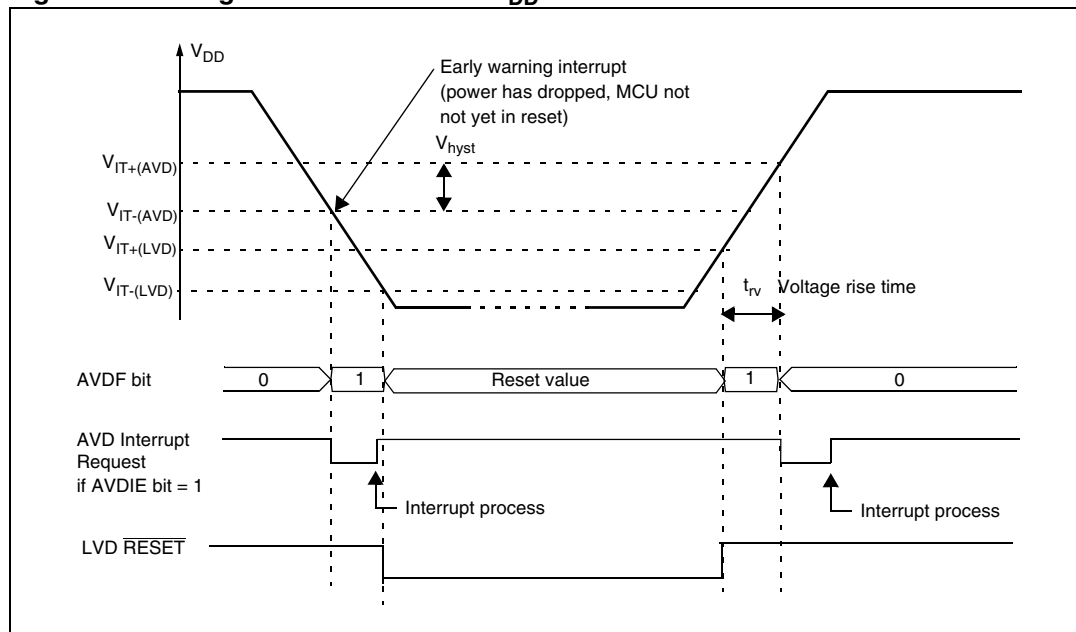 V_DD
Early warning interrupt
(power has dropped, MCU not
not yet in reset)
V_hyst
V_IT+(AVD)
V_IT-(AVD)
V_IT+(LVD)
V_IT-(LVD)
t_rv Voltage rise time
AVDF bit 0 1 Reset value 1 0
AVD Interrupt
Request
if AVDIE bit = 1
Interrupt process
Interrupt process
LVD RESET